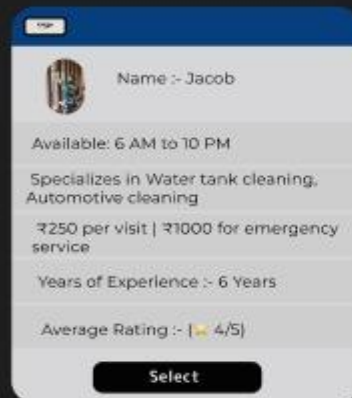 Name :- Jacob
Available: 6 AM to 10 PM
Specializes in Water tank cleaning,
Automotive cleaning
₹250 per visit | ₹1000 for emergency
service
Years of Experience :- 6 Years
Average Rating :- (⭐ 4/5)
Select